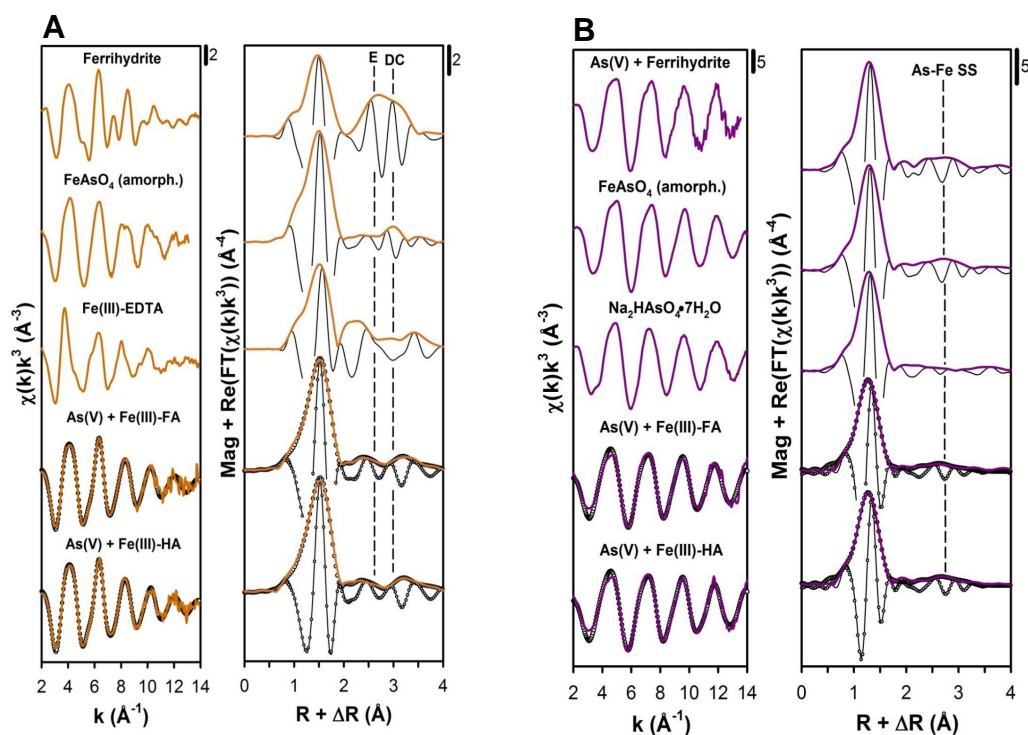 A
Ferrihydrite
2
FeAsO₄ (amorph.)
Fe(III)-EDTA
As(V) + Fe(III)-FA
As(V) + Fe(III)-HA
χ(k)k³ (Å⁻³)
2 4 6 8 10 12 14
k (Å⁻¹)
E DC
2
Mag + Re(FT(χ(k)k³)) (Å⁻⁴)
0 1 2 3 4
R + ΔR (Å)
B
As(V) + Ferrihydrite
5
FeAsO₄ (amorph.)
Na₂HAsO₄•7H₂O
As(V) + Fe(III)-FA
As(V) + Fe(III)-HA
χ(k)k³ (Å⁻³)
2 4 6 8 10 12 14
k (Å⁻¹)
As-Fe SS
5
Mag + Re(FT(χ(k)k³)) (Å⁻⁴)
0 1 2 3 4
R + ΔR (Å)